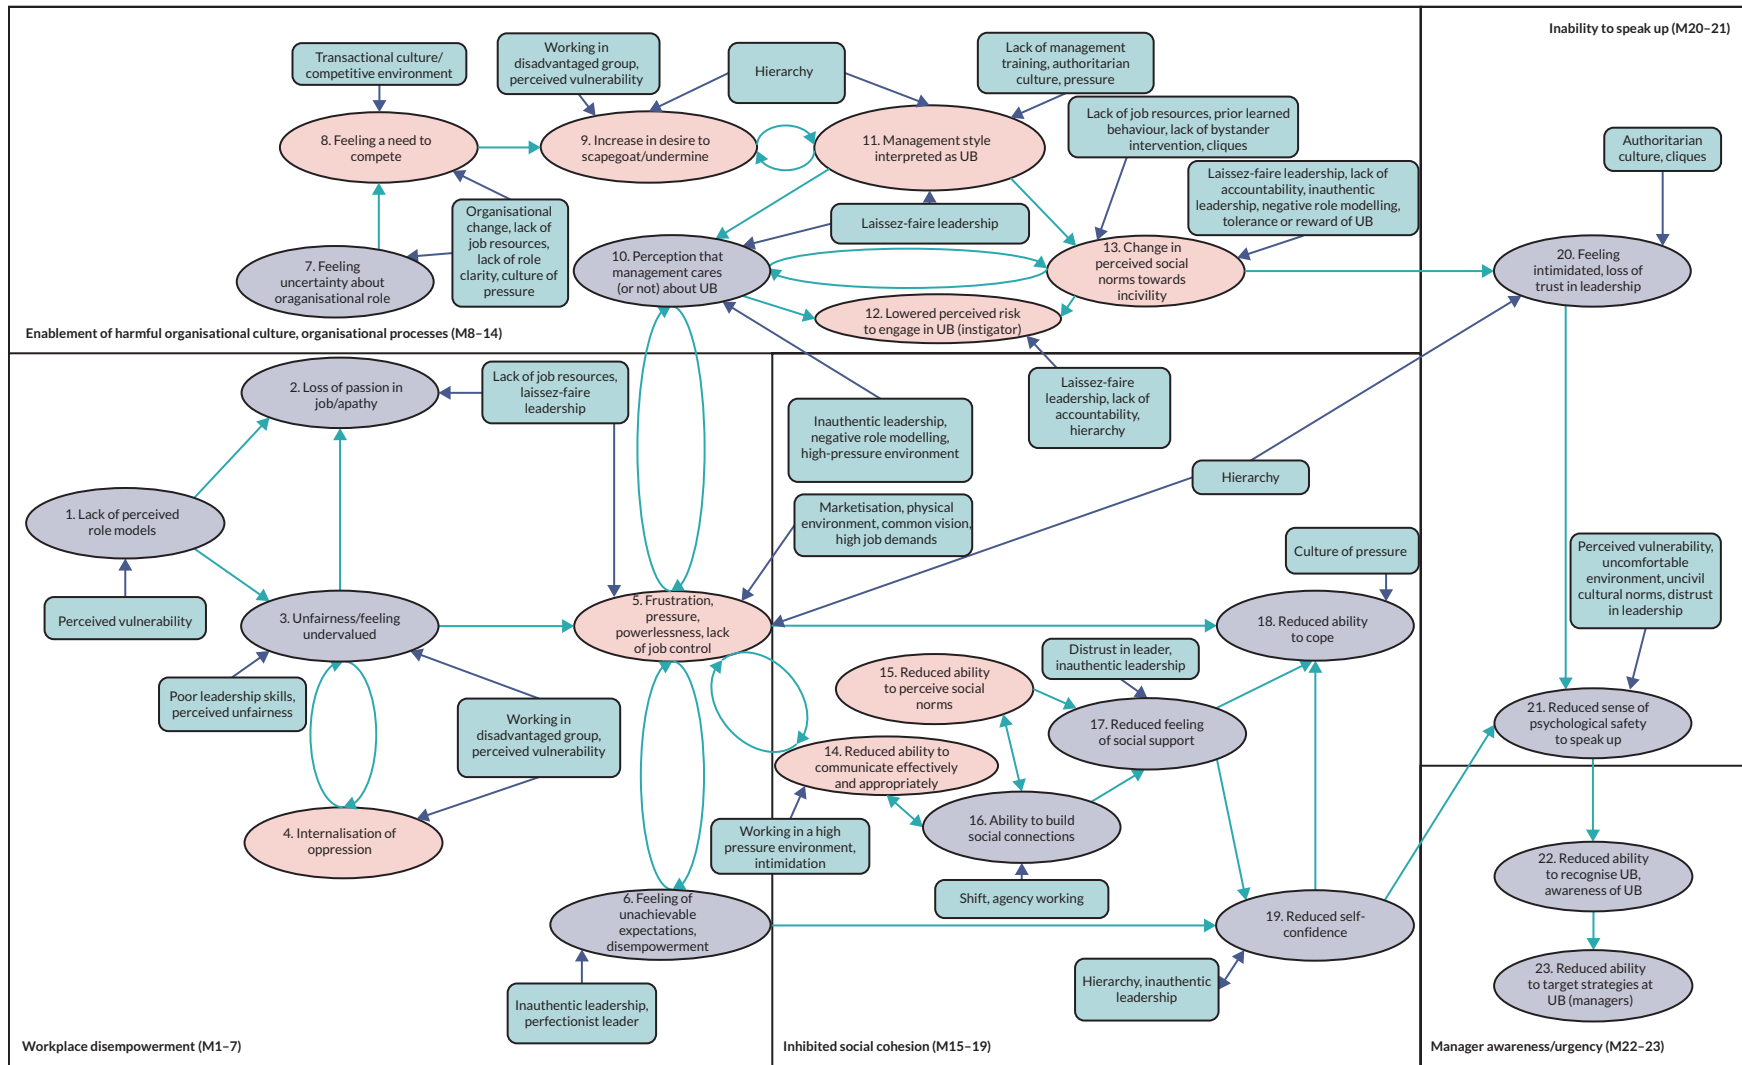 Inability to speak up (M20–21)
Transactional culture/
competitive environment
Working in
disadvantaged group,
perceived vulnerability
Hierarchy
Lack of management
training, authoritarian
culture, pressure
Lack of job resources, prior learned
behaviour, lack of bystander
intervention, cliques
8. Feeling a need to
compete
9. Increase in desire to
scapegoat/undermine
11. Management style
interpreted as UB
Authoritarian
culture, cliques
Laissez-faire leadership, lack of
accountability, inauthentic
leadership, negative role modelling,
tolerance or reward of UB
Organisational
change, lack of
job resources,
lack of role
clarity, culture of
pressure
Laissez-faire leadership
7. Feeling
uncertainty about
oraganisational role
10. Perception that
management cares
(or not) about UB
13. Change in
perceived social
norms towards
incivility
20. Feeling
intimidated, loss of
trust in leadership
12. Lowered perceived risk
to engage in UB (instigator)
Enablement of harmful organisational culture, organisational processes (M8–14)
2. Loss of passion in
job/apathy
Lack of job resources,
laissez-faire
leadership
Inauthentic leadership,
negative role modelling,
high-pressure environment
Laissez-faire
leadership, lack of
accountability,
hierarchy
Hierarchy
1. Lack of perceived
role models
Marketisation, physical
environment, common vision,
high job demands
Culture of pressure
Perceived vulnerability,
uncomfortable
environment, uncivil
cultural norms, distrust
in leadership
Perceived vulnerability
3. Unfairness/feeling
undervalued
5. Frustration,
pressure,
powerlessness, lack
of job control
18. Reduced ability
to cope
Distrust in leader,
inauthentic leadership
15. Reduced ability
to perceive social
norms
Poor leadership skills,
perceived unfairness
Working in
disadvantaged group,
perceived vulnerability
17. Reduced feeling
of social support
21. Reduced sense of
psychological safety
to speak up
14. Reduced ability to
communicate effectively
and appropriately
4. Internalisation of
oppression
Working in a high
pressure environment,
intimidation
16. Ability to build
social connections
22. Reduced ability
to recognise UB,
awareness of UB
Shift, agency working
6. Feeling of
unachievable
expectations,
disempowerment
19. Reduced self-
confidence
Hierarchy, inauthentic
leadership
23. Reduced ability
to target strategies at
UB (managers)
Inauthentic leadership,
perfectionist leader
Workplace disempowerment (M1–7)
Inhibited social cohesion (M15–19)
Manager awareness/urgency (M22–23)